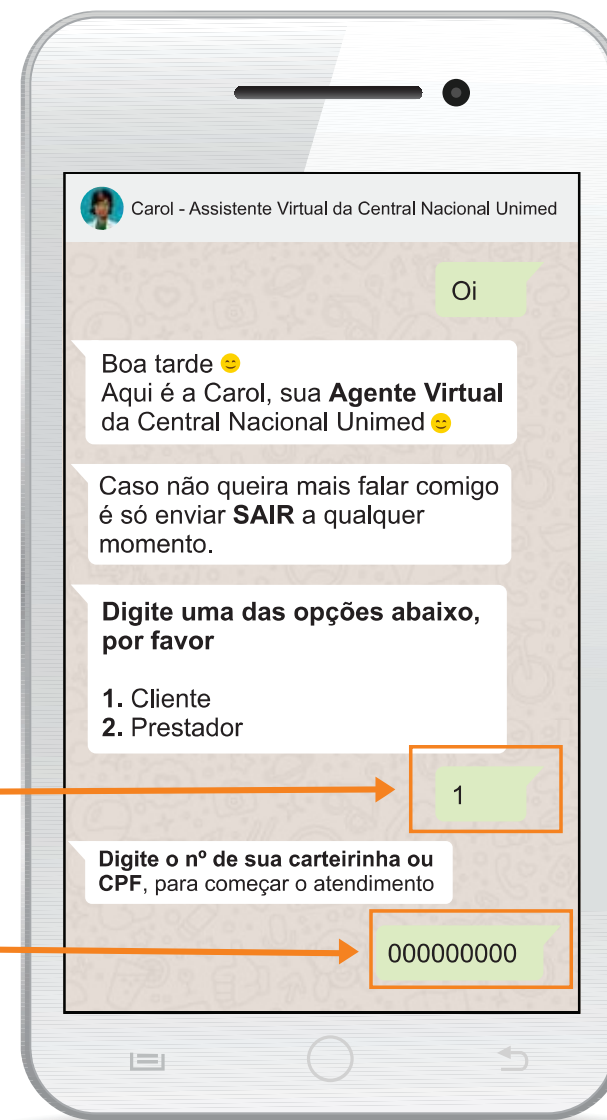 Carol - Assistente Virtual da Central Nacional Unimed
Oi
Boa tarde 😊
Aqui é a Carol, sua Agente Virtual
da Central Nacional Unimed 😊
Caso não queira mais falar comigo
é só enviar SAIR a qualquer
momento.
Digite uma das opções abaixo,
por favor
1. Cliente
2. Prestador
1
Digite o nº de sua carteirinha ou
CPF, para começar o atendimento
000000000